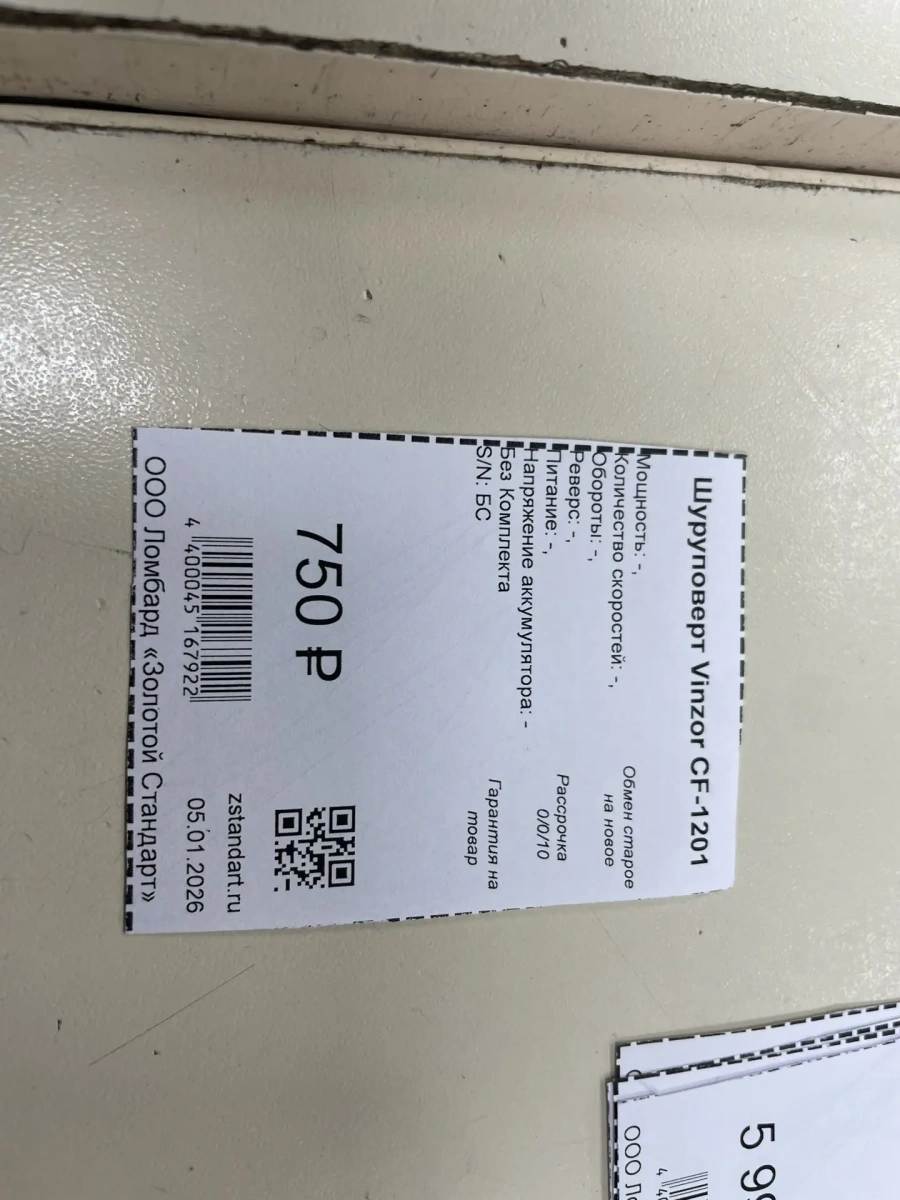 Шуруповерт Vinzor CF-1201
Мощность: -,
Количество скоростей: -,
Обороты: -,
Реверс: -,
Питание: -,
Напряжение аккумулятора: -
Без Комплекта
S/N: БС
Обмен старое
на новое
Рассрочка
0/0/10
Гарантия на
товар
750 ₽
4 400045 167922
zstandart.ru
05.01.2026
ООО Ломбард «Золотой Стандарт»
5 99
ООО